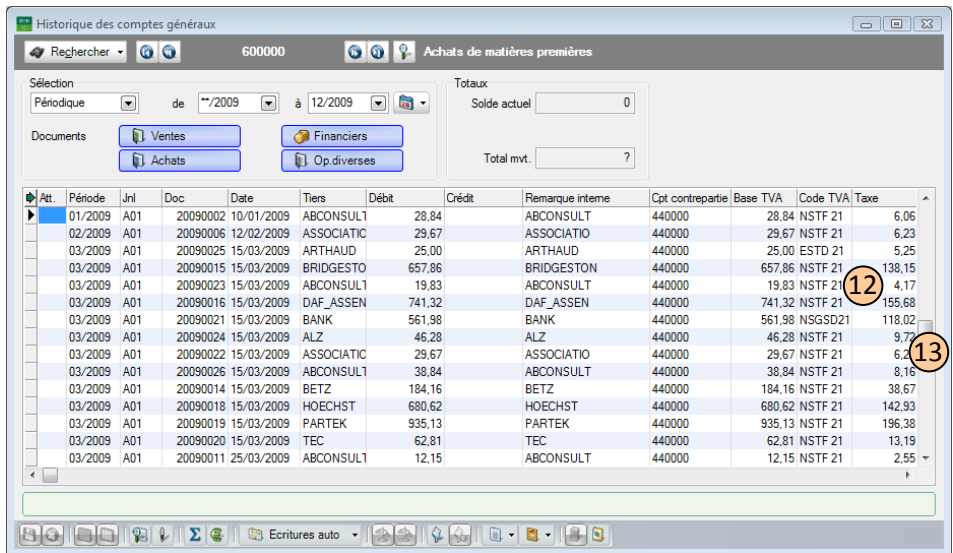 Historique des comptes généraux
Rechercher 600000 Achats de matières premières
Sélection Totaux
Périodique de **/2009 à 12/2009 Solde actuel 0
Documents Ventes Financiers
Achats Op.diverses Total mvt. ?
Att. Période Jnl Doc Date Tiers Débit Crédit Remarque interne Cpt contrepartie Base TVA Code TVA Taxe
01/2009 A01 20090002 10/01/2009 ABCONSULT 28,84 ABCONSULT 440000 28,84 NSTF 21 6,06
02/2009 A01 20090006 12/02/2009 ASSOCIATIO 29,67 ASSOCIATIO 440000 29,67 NSTF 21 6,23
03/2009 A01 20090025 15/03/2009 ARTHAUD 25,00 ARTHAUD 440000 25,00 ESTD 21 5,25
03/2009 A01 20090015 15/03/2009 BRIDGESTO 657,86 BRIDGESTON 440000 657,86 NSTF 21 138,15
03/2009 A01 20090023 15/03/2009 ABCONSULT 19,83 ABCONSULT 440000 19,83 NSTF 21 12 4,17
03/2009 A01 20090016 15/03/2009 DAF_ASSEN 741,32 DAF_ASSEN 440000 741,32 NSTF 21 155,68
03/2009 A01 20090021 15/03/2009 BANK 561,98 BANK 440000 561,98 NSGSD21 118,02
03/2009 A01 20090024 15/03/2009 ALZ 46,28 ALZ 440000 46,28 NSTF 21 9,72
03/2009 A01 20090022 15/03/2009 ASSOCIATIO 29,67 ASSOCIATIO 440000 29,67 NSTF 21 6,2 13
03/2009 A01 20090026 15/03/2009 ABCONSULT 38,84 ABCONSULT 440000 38,84 NSTF 21 8,16
03/2009 A01 20090014 15/03/2009 BETZ 184,16 BETZ 440000 184,16 NSTF 21 38,67
03/2009 A01 20090018 15/03/2009 HOECHST 680,62 HOECHST 440000 680,62 NSTF 21 142,93
03/2009 A01 20090019 15/03/2009 PARTEK 935,13 PARTEK 440000 935,13 NSTF 21 196,38
03/2009 A01 20090020 15/03/2009 TEC 62,81 TEC 440000 62,81 NSTF 21 13,19
03/2009 A01 20090011 25/03/2009 ABCONSULT 12,15 ABCONSULT 440000 12,15 NSTF 21 2,55
Ecritures auto